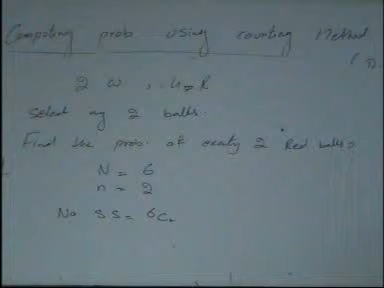 Computing prob using counting Method
2 W , 4 = R
Select any 2 balls.
Find the prob. of exactly 2 Red balls.
N = 6
n = 2
No SS = 6C₂